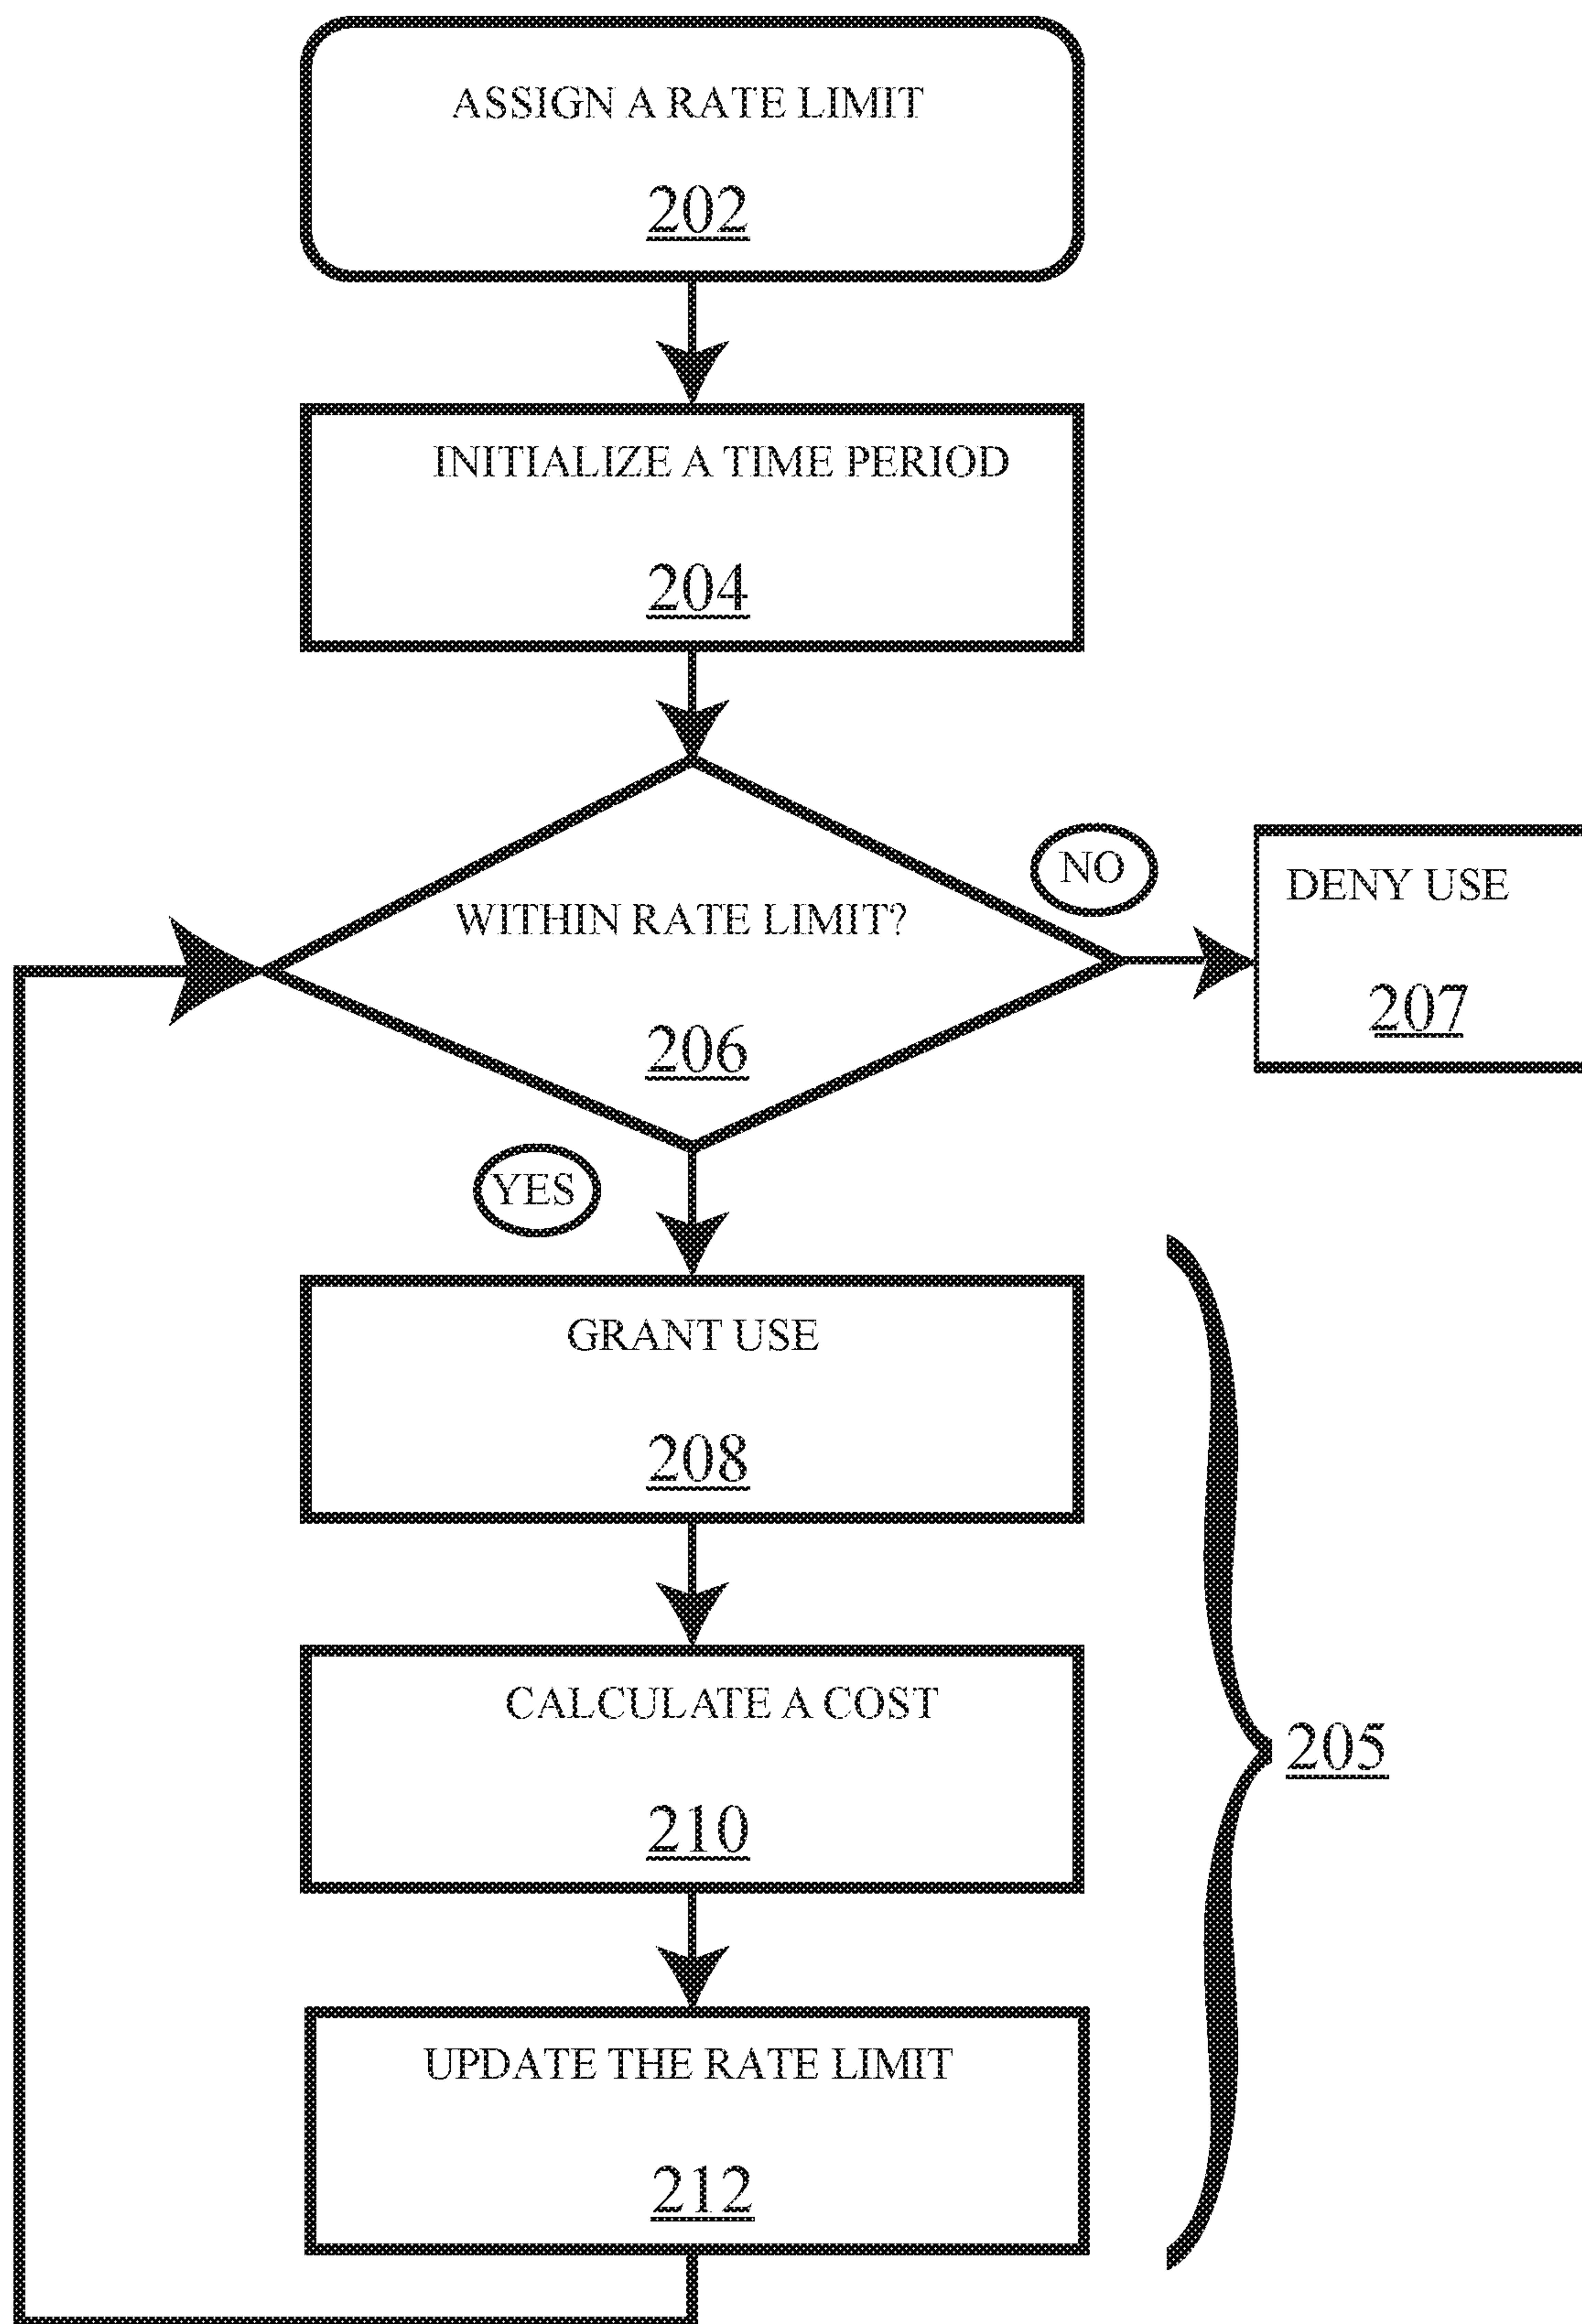 ASSIGN A RATE LIMIT
202
INITIALIZE A TIME PERIOD
204
WITHIN RATE LIMIT?
206
NO
DENY USE
207
YES
GRANT USE
208
CALCULATE A COST
210
205
UPDATE THE RATE LIMIT
212